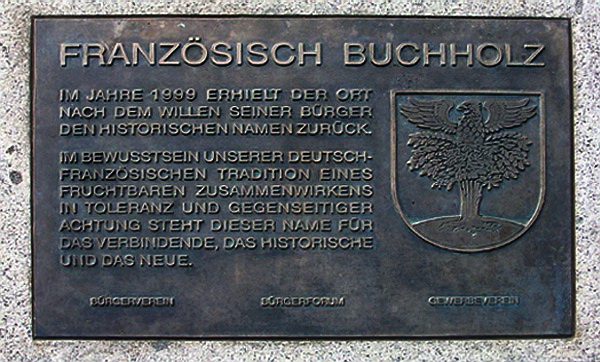 FRANZÖSISCH BUCHHOLZ
IM JAHRE 1999 ERHIELT DER ORT
NACH DEM WILLEN SEINER BÜRGER
DEN HISTORISCHEN NAMEN ZURÜCK.
IM BEWUSSTSEIN UNSERER DEUTSCH-
FRANZÖSISCHEN TRADITION EINES
FRUCHTBAREN ZUSAMMENWIRKENS
IN TOLERANZ UND GEGENSEITIGER
ACHTUNG STEHT DIESER NAME FÜR
DAS VERBINDENDE, DAS HISTORISCHE
UND DAS NEUE.
BÜRGERVEREIN BÜRGERFORUM GEWERBEVEREIN